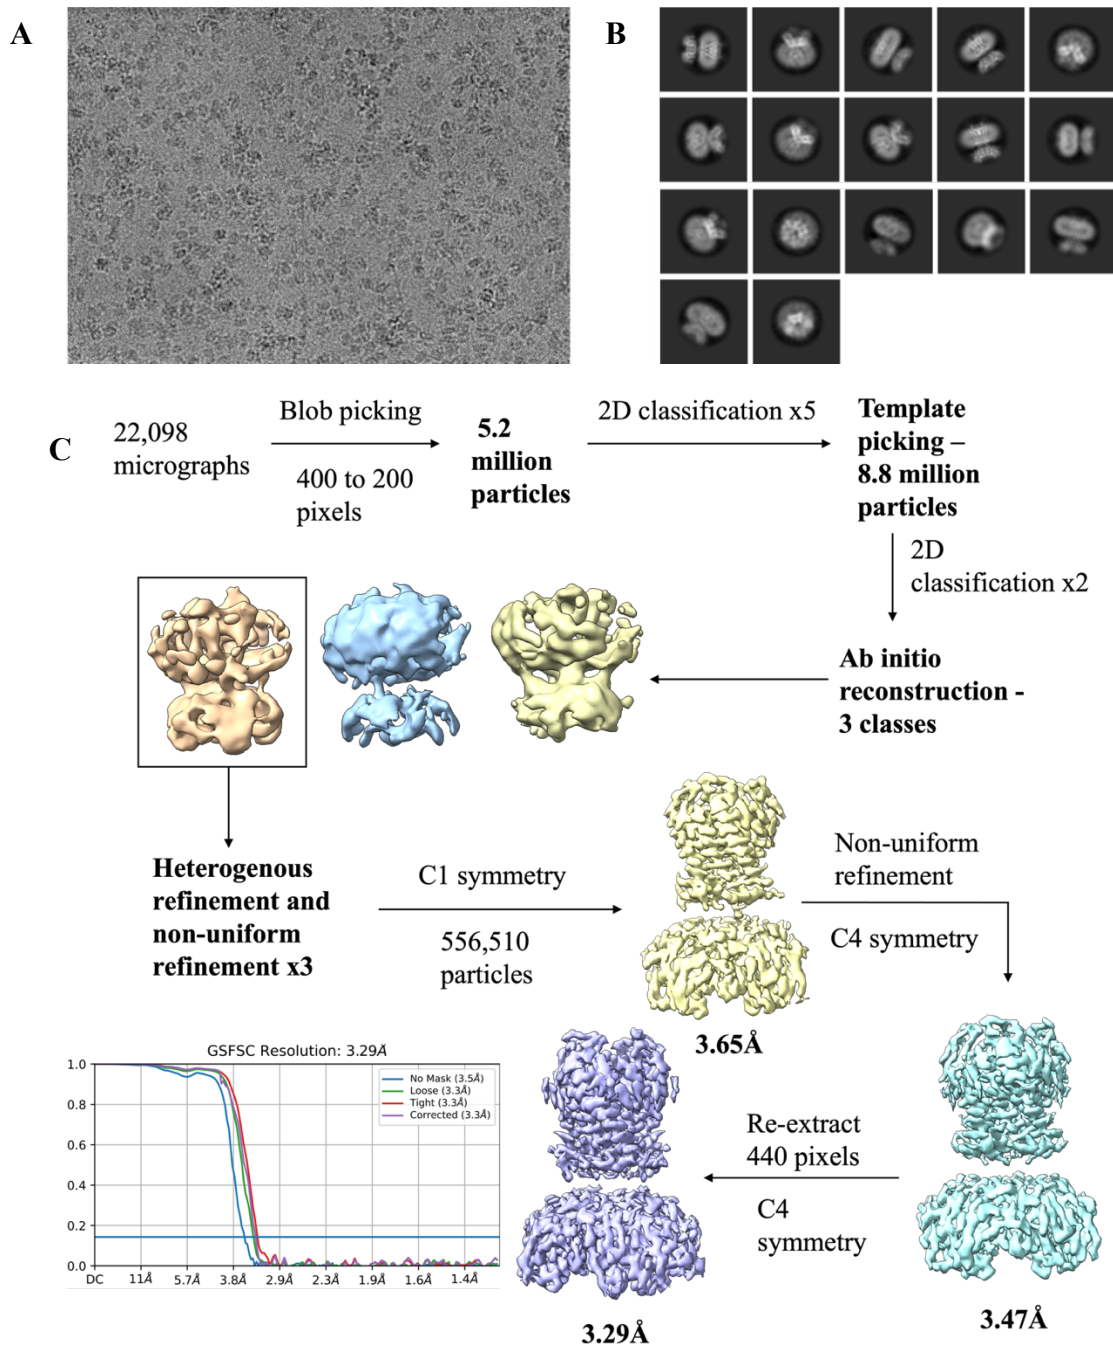 A
B
C
22,098
micrographs
Blob picking
400 to 200
pixels
5.2
million
particles
2D classification x5
Template
picking –
8.8 million
particles
2D
classification x2
Ab initio
reconstruction -
3 classes
Heterogenous
refinement and
non-uniform
refinement x3
C1 symmetry
556,510
particles
3.65Å
Non-uniform
refinement
C4 symmetry
3.47Å
Re-extract
440 pixels
C4
symmetry
3.29Å
GSFSC Resolution: 3.29Å
No Mask (3.5Å)
Loose (3.3Å)
Tight (3.3Å)
Corrected (3.3Å)
1.0
0.8
0.6
0.4
0.2
0.0
DC 11Å 5.7Å 3.8Å 2.9Å 2.3Å 1.9Å 1.6Å 1.4Å